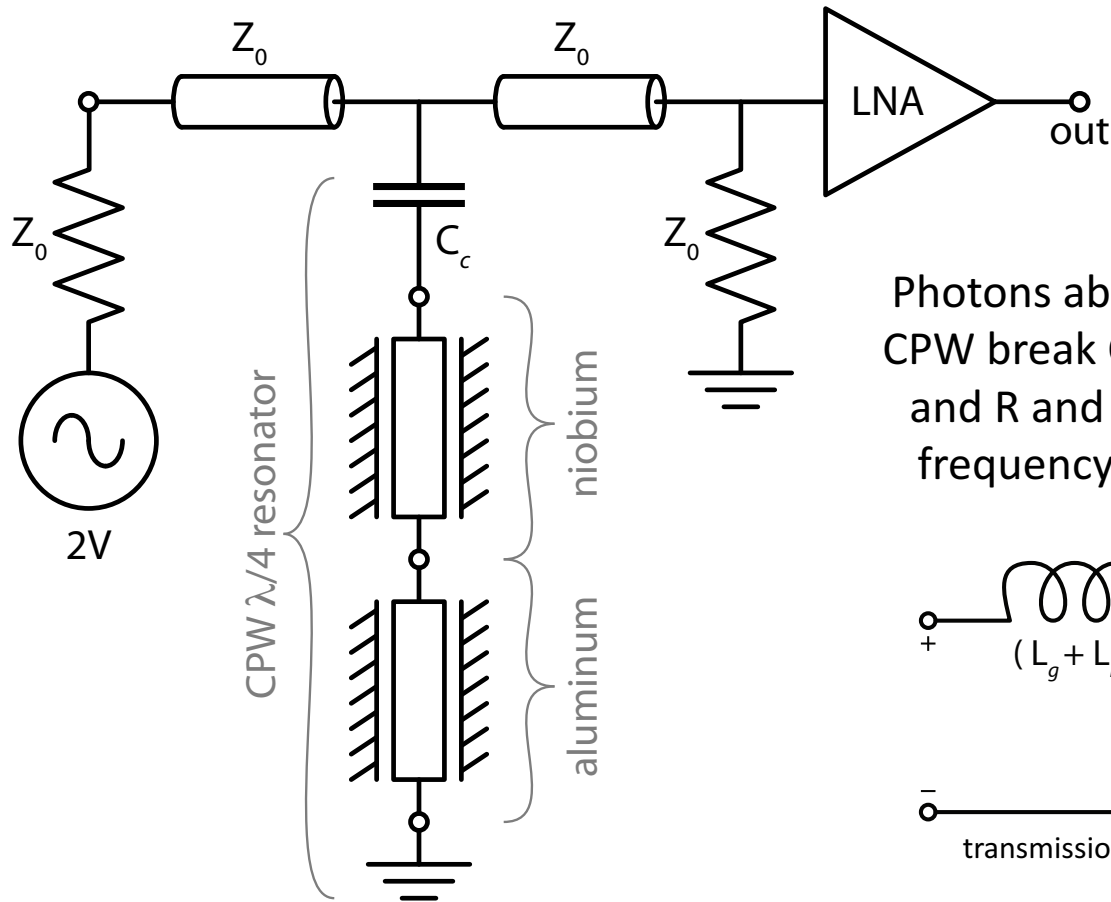 Z0
Z0
LNA
out
Z0
Cc
Z0
2V
CPW λ/4 resonator
niobium
aluminum
Photons ab
CPW break
and R and
frequency
+
( Lg + L
–
transmissio